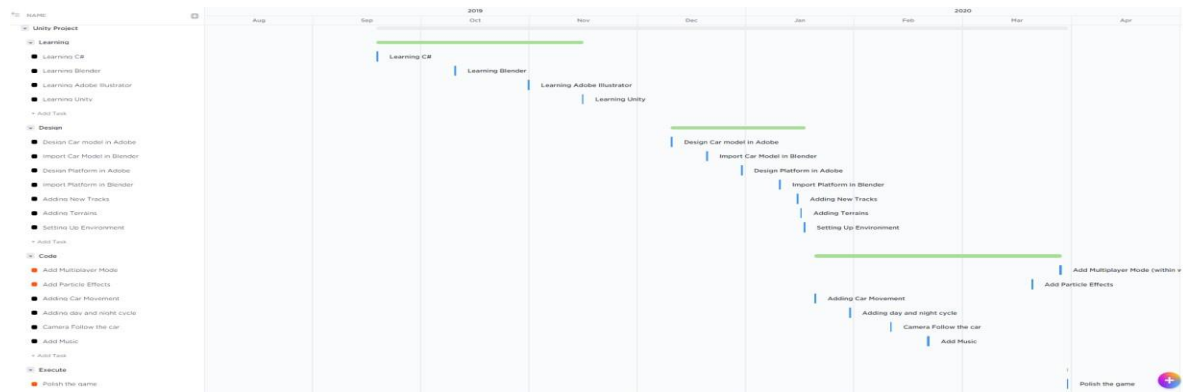 2019 2020
NAME Aug Sep Oct Nov Dec Jan Feb Mar Apr
Unity Project
Learning
Learning C# Learning C#
Learning Blender Learning Blender
Learning Adobe Illustrator Learning Adobe Illustrator
Learning Unity Learning Unity
+ Add Task
Design
Design Car model in Adobe Design Car model in Adobe
Import Car Model in Blender Import Car Model in Blender
Design Platform in Adobe Design Platform in Adobe
Import Platform in Blender Import Platform in Blender
Adding New Tracks Adding New Tracks
Adding Terrains Adding Terrains
Setting Up Environment Setting Up Environment
+ Add Task
Code
Add Multiplayer Mode Add Multiplayer Mode (within
Add Particle Effects Add Particle Effects
Adding Car Movement Adding Car Movement
Adding day and night cycle Adding day and night cycle
Camera Follow the car Camera Follow the car
Add Music Add Music
+ Add Task
Execute
Polish the game Polish the game